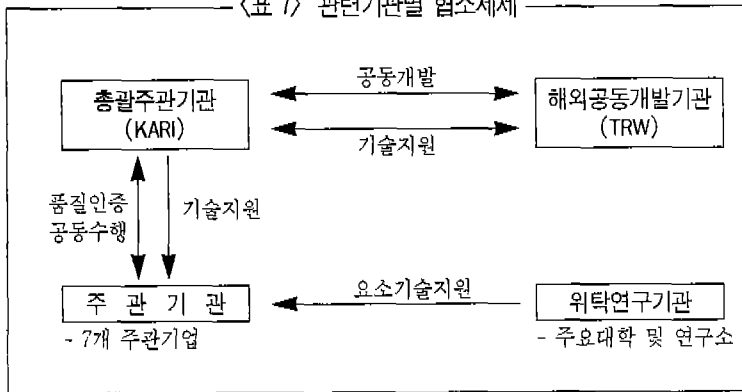 〈표 7〉 관련기관별 협조체제
공동개발
총괄주관기관
(KARI)
해외공동개발기관
(TRW)
기술지원
품질인증
공동수행
기술지원
주 관 기 관
- 7개 주관기업
요소기술지원
위탁연구기관
- 주요대학 및 연구소